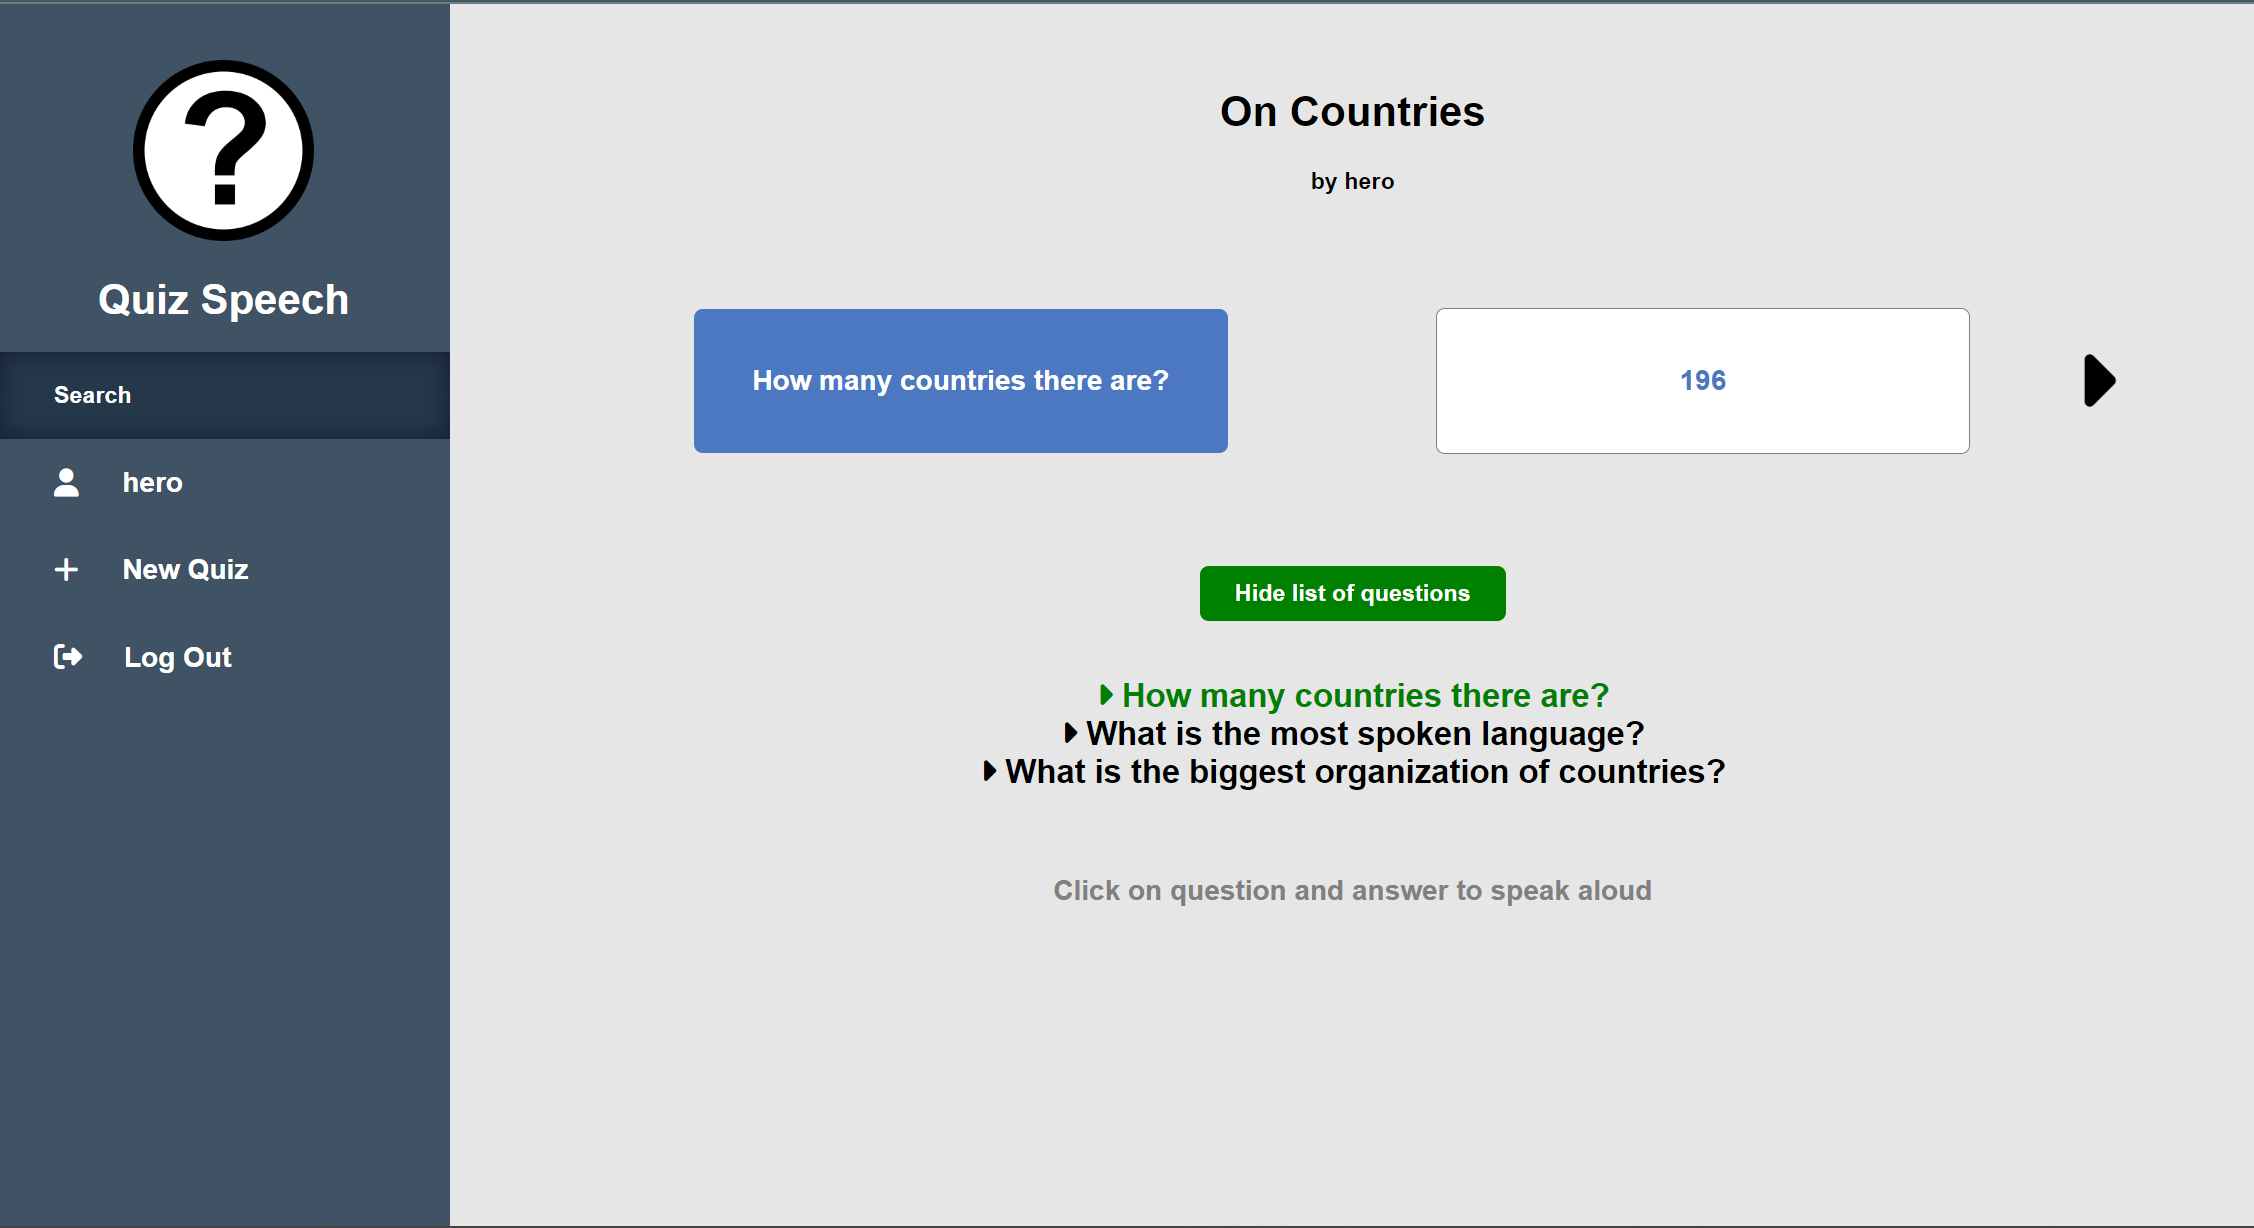 ?
Quiz Speech
Search
hero
New Quiz
Log Out
On Countries
by hero
How many countries there are?
196
Hide list of questions
How many countries there are?
What is the most spoken language?
What is the biggest organization of countries?
Click on question and answer to speak aloud